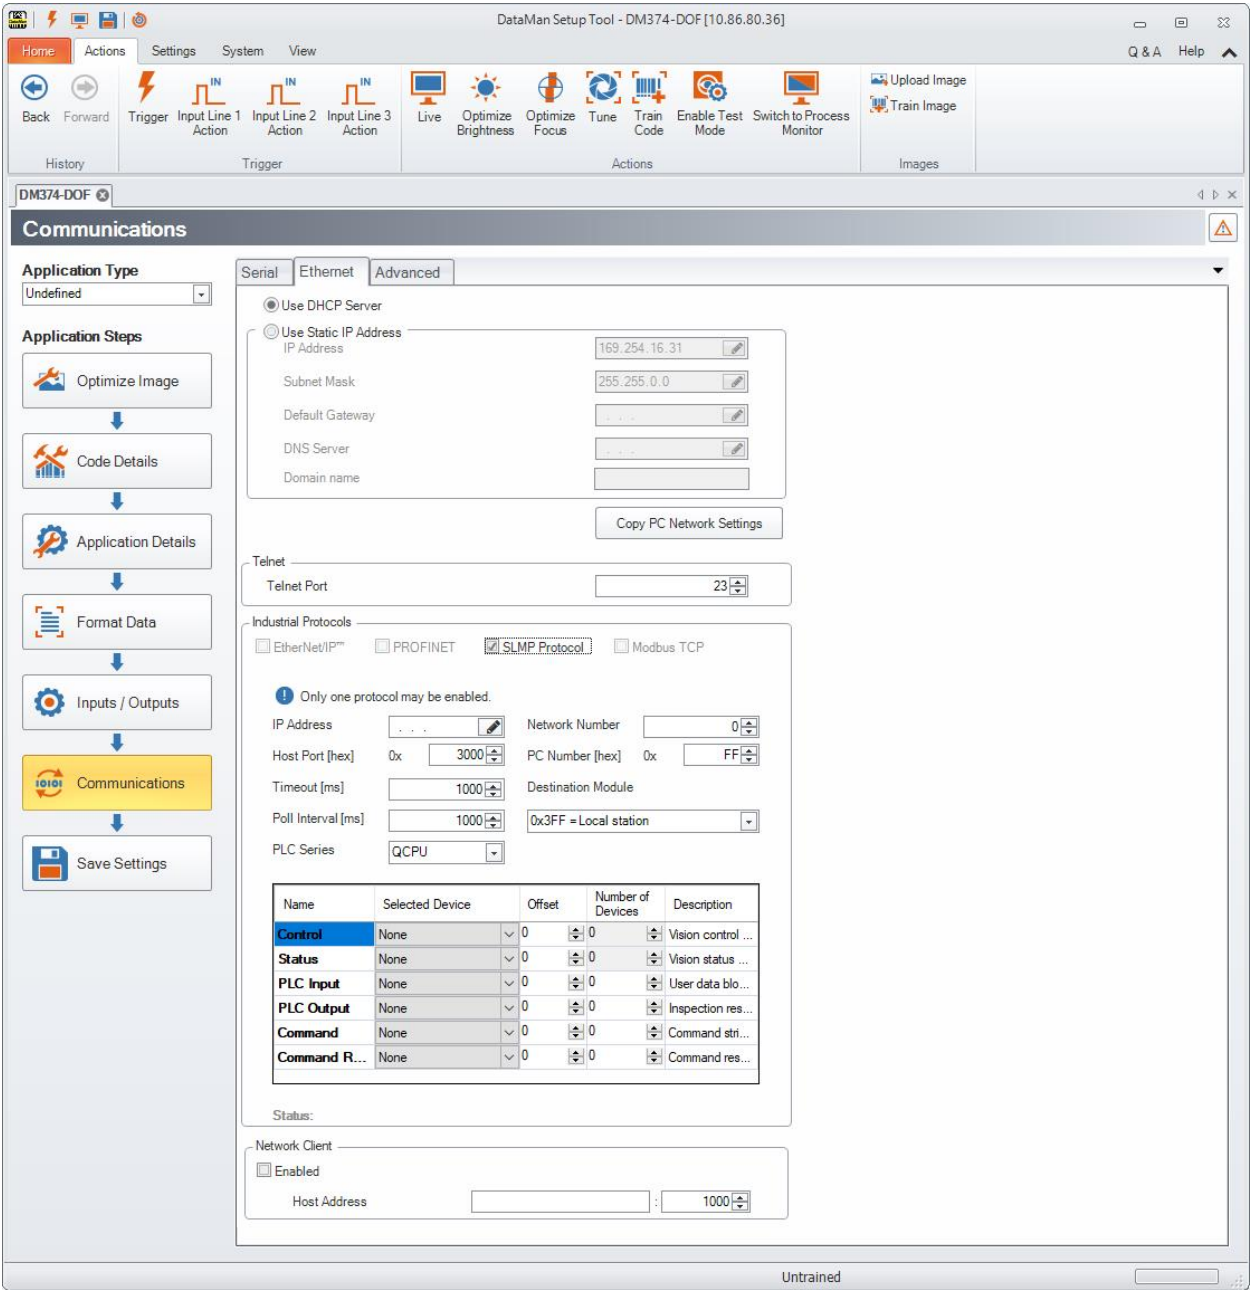 DataMan Setup Tool - DM374-DOF [10.86.80.36]
Home Actions Settings System View Q & A Help
Back Forward Trigger Input Line 1 Action Input Line 2 Action Input Line 3 Action Live Optimize Brightness Optimize Focus Tune Train Code Enable Test Mode Switch to Process Monitor Upload Image Train Image
IN IN IN
History Trigger Actions Images
DM374-DOF
Communications
Application Type
Undefined
Application Steps
Optimize Image
Code Details
Application Details
Format Data
Inputs / Outputs
Communications
Save Settings
Serial Ethernet Advanced
Use DHCP Server
Use Static IP Address
IP Address 169.254.16.31
Subnet Mask 255.255.0.0
Default Gateway . . .
DNS Server . . .
Domain name
Copy PC Network Settings
Telnet
Telnet Port 23
Industrial Protocols
EtherNet/IP™ PROFINET SLMP Protocol Modbus TCP
Only one protocol may be enabled.
IP Address . . . Network Number 0
Host Port [hex] 0x 3000 PC Number [hex] 0x FF
Timeout [ms] 1000 Destination Module
Poll Interval [ms] 1000 0x3FF = Local station
PLC Series QCPU
Name Selected Device Offset Number of Devices Description
Control None 0 0 Vision control ...
Status None 0 0 Vision status ...
PLC Input None 0 0 User data blo...
PLC Output None 0 0 Inspection res...
Command None 0 0 Command stri...
Command R... None 0 0 Command res...
Status:
Network Client
Enabled
Host Address : 1000
Untrained